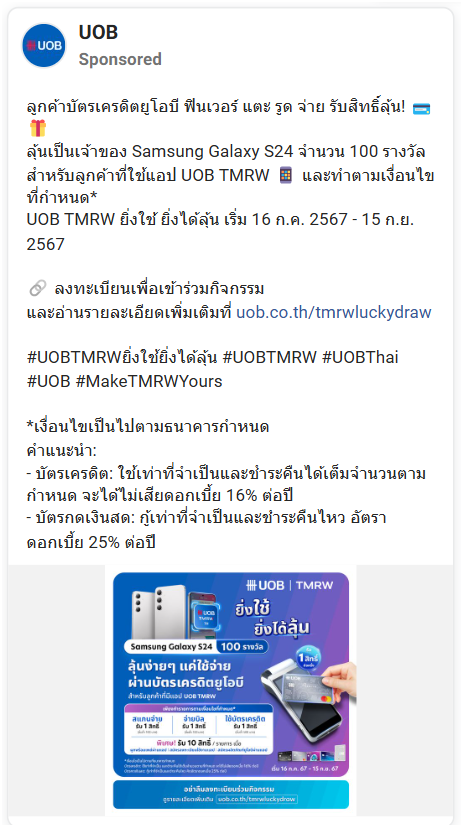 UOB
Sponsored
ลูกค้าบัตรเครดิตยูโอบี ฟินเวอร์ แตะ รูด จ่าย รับสิทธิ์ลุ้น! 💳
🎁
ลุ้นเป็นเจ้าของ Samsung Galaxy S24 จำนวน 100 รางวัล
สำหรับลูกค้าที่ใช้แอป UOB TMRW 📱 และทำตามเงื่อนไข
ที่กำหนด*
UOB TMRW ยิ่งใช้ ยิ่งได้ลุ้น เริ่ม 16 ก.ค. 2567 - 15 ก.ย.
2567
🔗 ลงทะเบียนเพื่อเข้าร่วมกิจกรรม
และอ่านรายละเอียดเพิ่มเติมที่ uob.co.th/tmrwluckydraw
#UOBTMRWยิ่งใช้ยิ่งได้ลุ้น #UOBTMRW #UOBThai
#UOB #MakeTMRWYours
*เงื่อนไขเป็นไปตามธนาคารกำหนด
คำแนะนำ:
- บัตรเครดิต: ใช้เท่าที่จำเป็นและชำระคืนได้เต็มจำนวนตาม
กำหนด จะได้ไม่เสียดอกเบี้ย 16% ต่อปี
- บัตรกดเงินสด: กู้เท่าที่จำเป็นและชำระคืนไหว อัตรา
ดอกเบี้ย 25% ต่อปี
UOB | TMRW
ยิ่งใช้
ยิ่งได้ลุ้น
Samsung Galaxy S24 100 รางวัล
ลุ้นง่ายๆ แค่ใช้จ่าย
ผ่านบัตรเครดิตยูโอบี
สำหรับลูกค้าที่มีแอป UOB TMRW
รับ
1 สิทธิ์
สแกนจ่าย
รับ 1 สิทธิ์
จ่ายบิล
รับ 1 สิทธิ์
ใช้บัตรเครดิต
รับ 1 สิทธิ์
พิเศษ! รับ 10 สิทธิ์
เริ่ม 16 ก.ค. 67 - 15 ก.ย. 67
อย่าลืมลงทะเบียนร่วมกิจกรรม
ดูรายละเอียดเพิ่มเติม uob.co.th/tmrwluckydraw